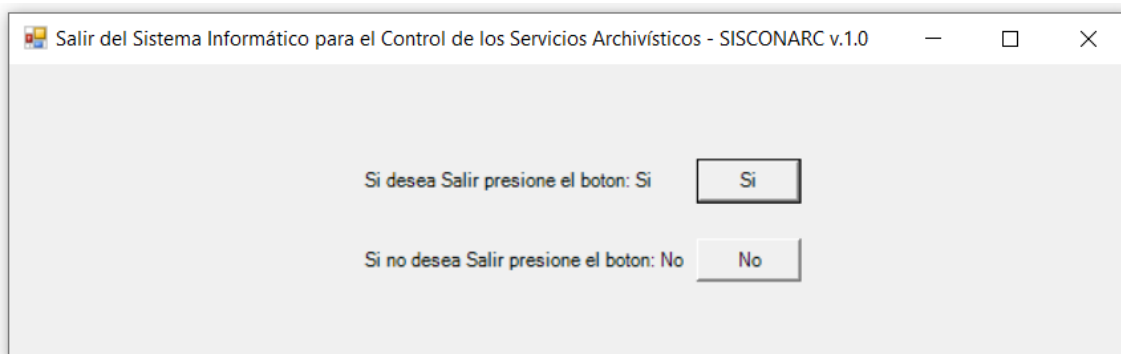 Salir del Sistema Informático para el Control de los Servicios Archivísticos - SISCONARC v.1.0
Si desea Salir presione el boton: Si Si
Si no desea Salir presione el boton: No No